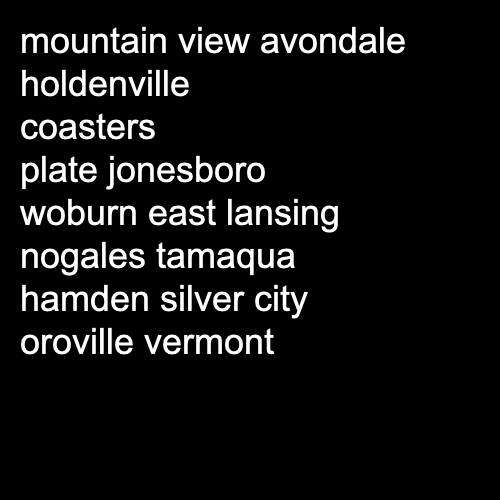 mountain view avondale
holdenville
coasters
plate jonesboro
woburn east lansing
nogales tamaqua
hamden silver city
oroville vermont